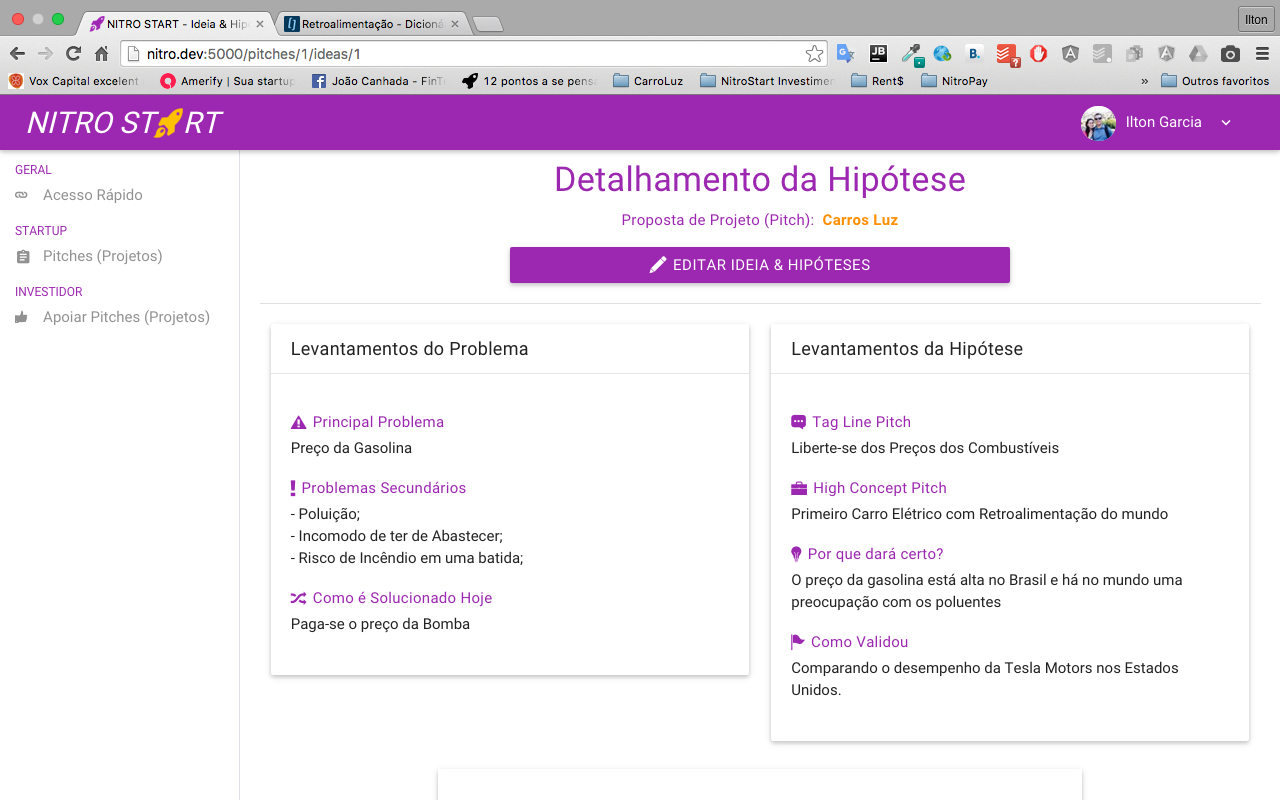 NITRO START - Ideia & Hip
Retroalimentação - Dicioná
Ilton
nitro.dev:5000/pitches/1/ideas/1
Vox Capital excelent
Amerify | Sua startup
João Canhada - FinTe
12 pontos a se pensa
CarroLuz
NitroStart Investimen
Rent$
NitroPay
»
Outros favoritos
NITRO START
Ilton Garcia
GERAL
Acesso Rápido
STARTUP
Pitches (Projetos)
INVESTIDOR
Apoiar Pitches (Projetos)
Detalhamento da Hipótese
Proposta de Projeto (Pitch): Carros Luz
EDITAR IDEIA & HIPÓTESES
Levantamentos do Problema
Principal Problema
Preço da Gasolina
Problemas Secundários
- Poluição;
- Incomodo de ter de Abastecer;
- Risco de Incêndio em uma batida;
Como é Solucionado Hoje
Paga-se o preço da Bomba
Levantamentos da Hipótese
Tag Line Pitch
Liberte-se dos Preços dos Combustíveis
High Concept Pitch
Primeiro Carro Elétrico com Retroalimentação do mundo
Por que dará certo?
O preço da gasolina está alta no Brasil e há no mundo uma
preocupação com os poluentes
Como Validou
Comparando o desempenho da Tesla Motors nos Estados
Unidos.